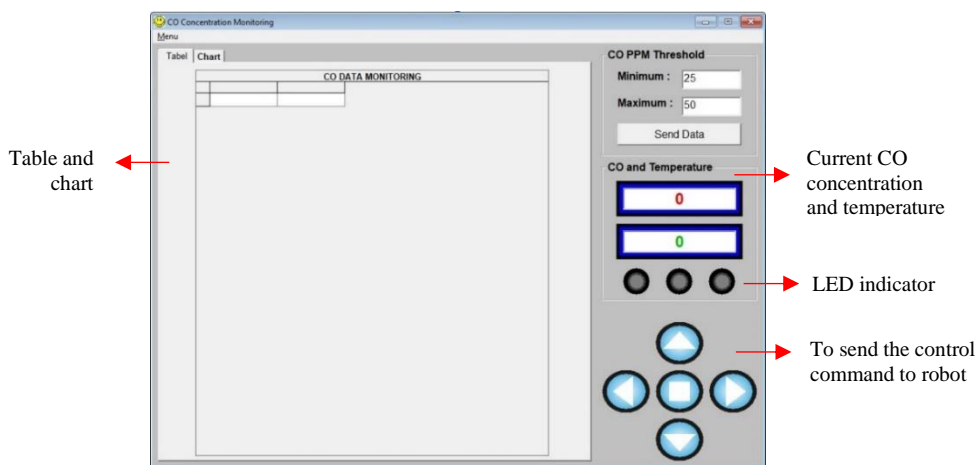 CO Concentration Monitoring
Menu
Tabel Chart
CO DATA MONITORING
CO PPM Threshold
Minimum : 25
Maximum : 50
Send Data
CO and Temperature
0
0
Table and
chart
Current CO
concentration
and temperature
LED indicator
To send the control
command to robot